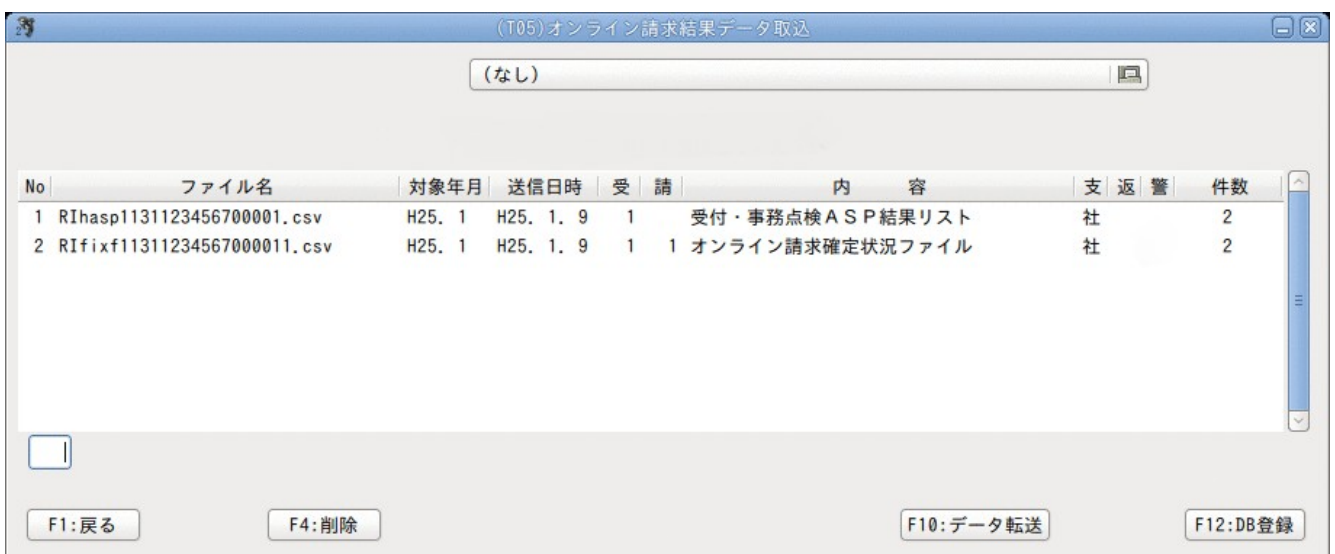 (T05)オンライン請求結果データ取込
(なし)
No ファイル名 対象年月 送信日時 受 請 内 容 支 返 警 件数
1 RIhasp11311234567​00001.csv H25. 1 H25. 1. 9 1 受付・事務点検ASP結果リスト 社 2
2 RIfixf11311234567000011.csv H25. 1 H25. 1. 9 1 1 オンライン請求確定状況ファイル 社 2
F1:戻る F4:削除 F10:データ転送 F12:DB登録